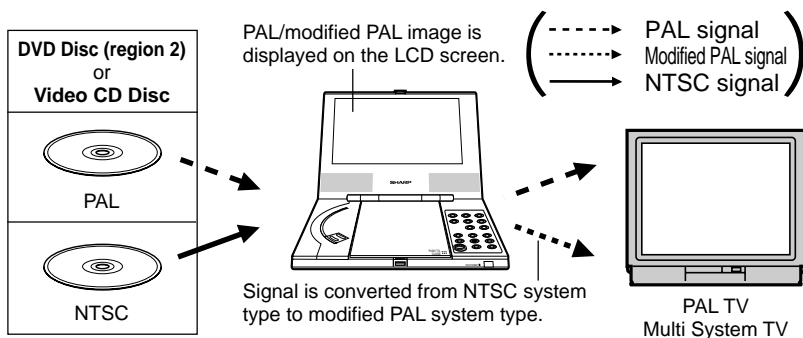 DVD Disc (region 2)
or
Video CD Disc
PAL
NTSC
PAL/modified PAL image is
displayed on the LCD screen.
SHARP
Signal is converted from NTSC system
type to modified PAL system type.
PAL signal
Modified PAL signal
NTSC signal
PAL TV
Multi System TV